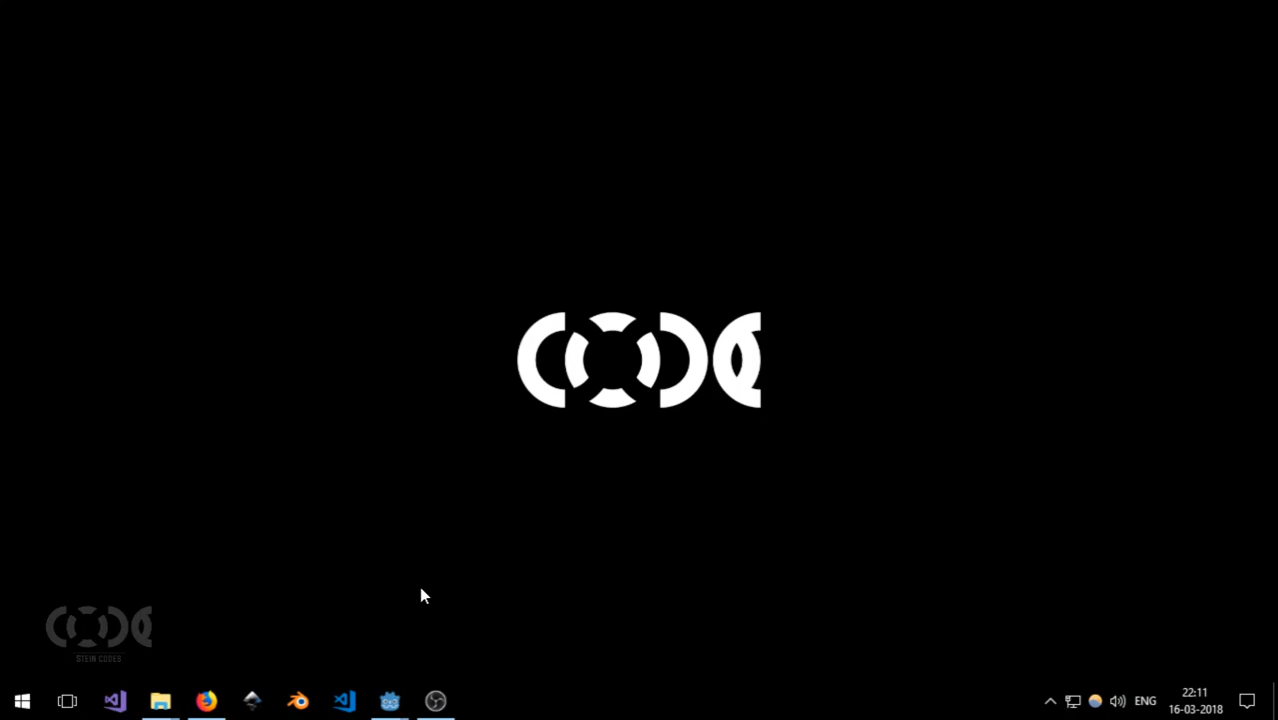 CODE
CODE
STEIN CODES
ENG
22:11
16-03-2018